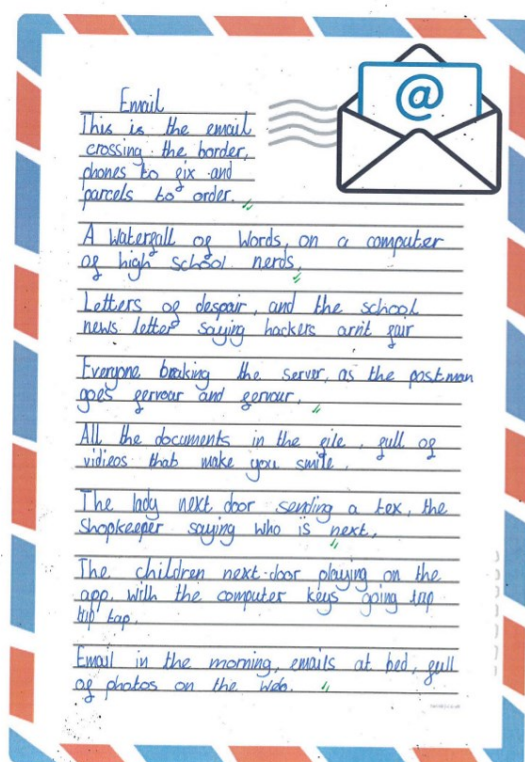 @
Email
This is the email
crossing the border,
phones to fix and
parcels to order.
A Waterfall of Words, on a computer
of high school nerds,
Letters of despair, and the school
news letter saying hackers arnit fair
Everyone braking the server, as the postman
goes fervour and fervour,
All the documents in the file, full of
vidieos that make you smile.
The lady next door sending a tex, the
Shopkeeper saying who is next,
The children next-door playing on the
app, with the computer keys going tap
tap.
Email in the morning, emails at bed, full
of photos on the web.